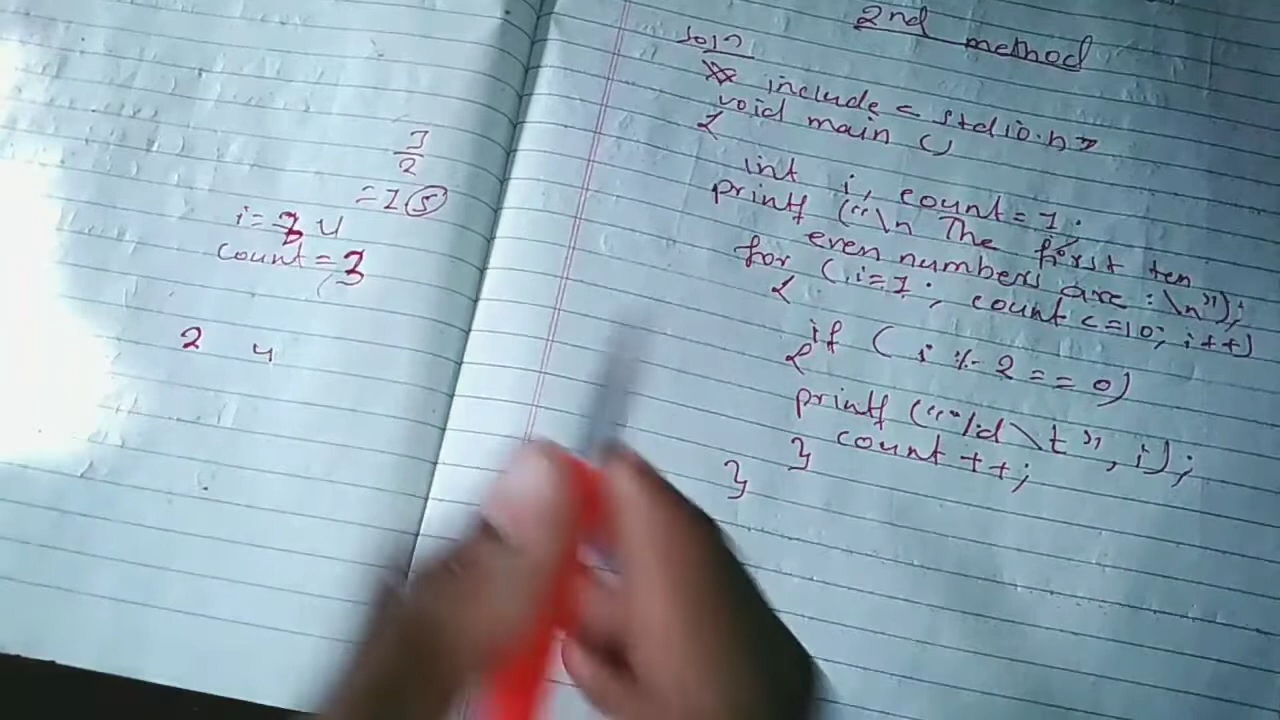 3
2
= 1 5
i = 3 4
count = 3
2 4
2nd method
Soln
include < stdio.h>
void main ()
{
int i, count = 1;
printf ("\n The first ten
even numbers are : \n");
for (i=1; count <=10; i++)
{
if ( i % 2 == 0)
{
printf ("%d \t", i);
count ++;
}
}